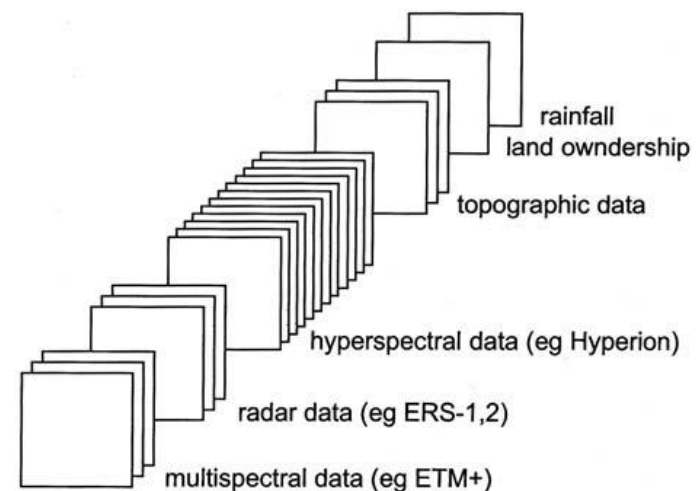 rainfall
land owndership
topographic data
hyperspectral data (eg Hyperion)
radar data (eg ERS-1,2)
multispectral data (eg ETM+)